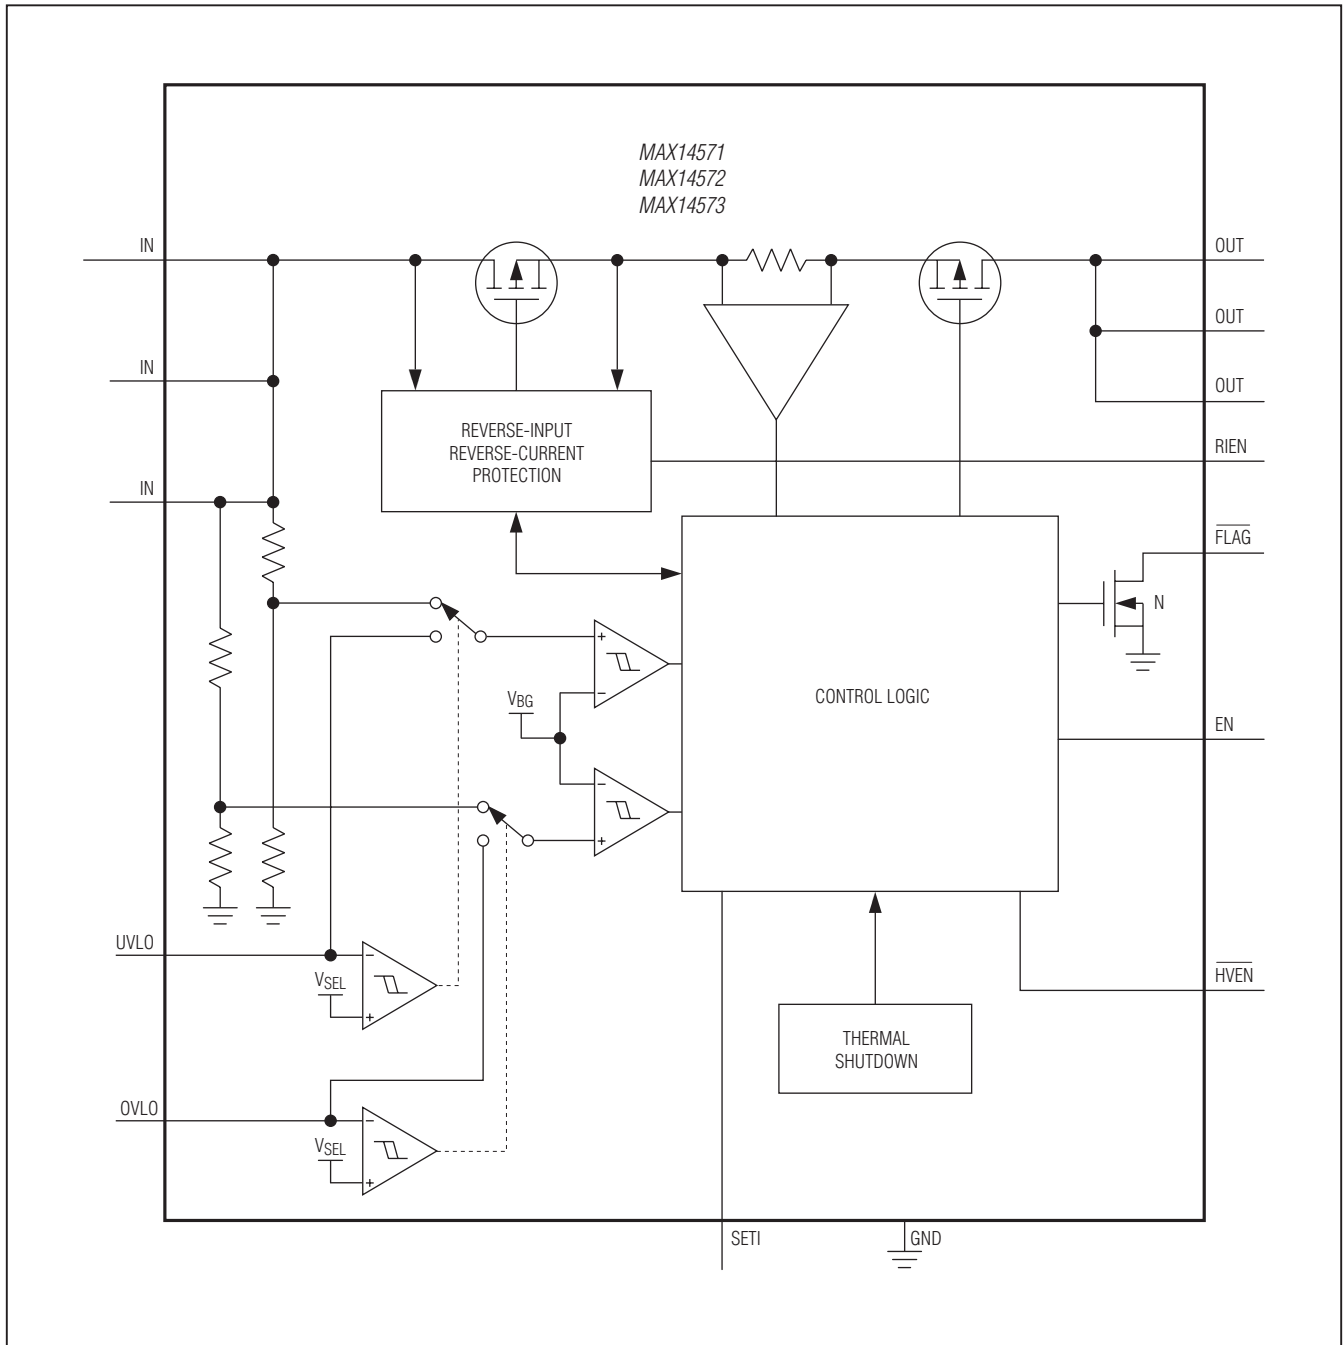 MAX14571
MAX14572
MAX14573
IN
OUT
OUT
IN
OUT
REVERSE-INPUT
REVERSE-CURRENT
PROTECTION
RIEN
IN
FLAG
N
VBG
CONTROL LOGIC
EN
+
−
−
+
UVLO
−
VSEL
+
HVEN
THERMAL
SHUTDOWN
OVLO
−
VSEL
+
SETI
GND